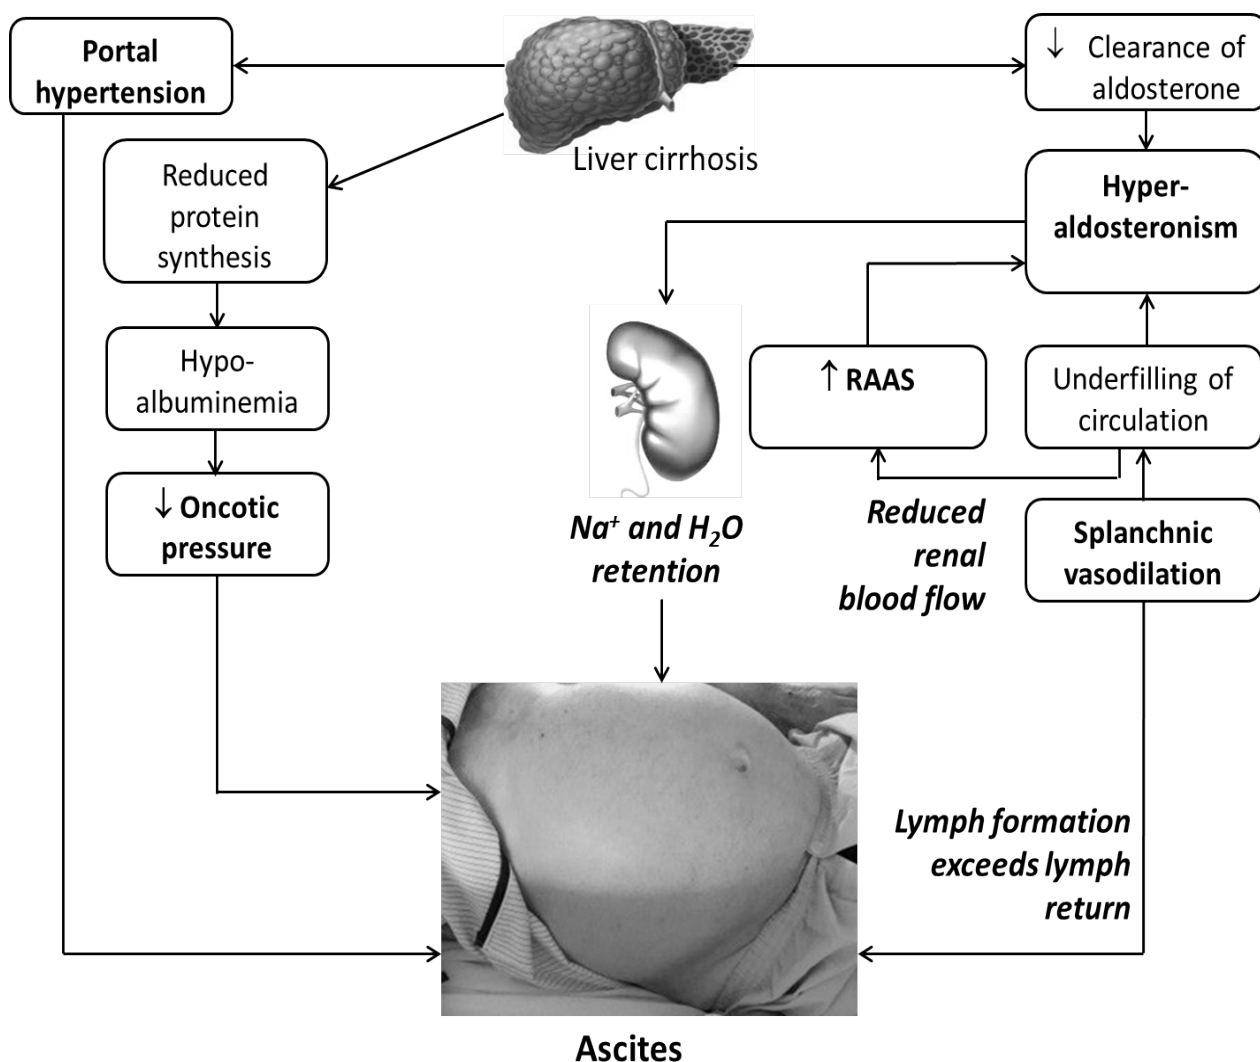 Portal
hypertension
↓ Clearance of
aldosterone
Liver cirrhosis
Reduced
protein
synthesis
Hyper-
aldosteronism
Hypo-
albuminemia
↑ RAAS
Underfilling of
circulation
↓ Oncotic
pressure
Na⁺ and H₂O
retention
Reduced
renal
blood flow
Splanchnic
vasodilation
Lymph formation
exceeds lymph
return
Ascites